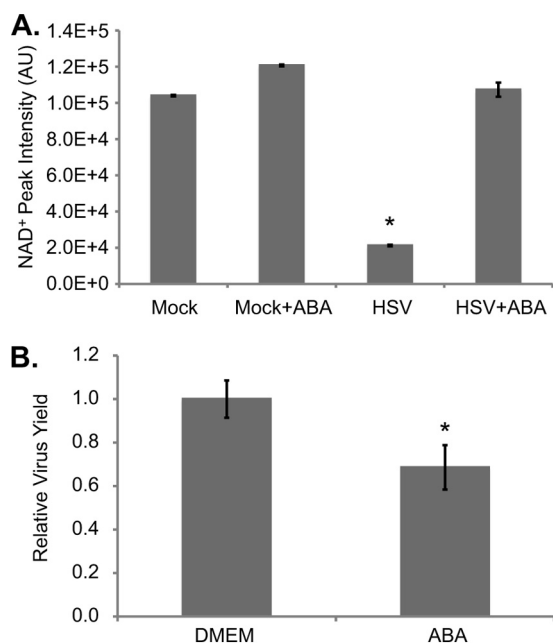 A.
NAD⁺ Peak Intensity (AU)
1.4E+5
1.2E+5
1.0E+5
8.0E+4
6.0E+4
4.0E+4
2.0E+4
0.0E+0
*
Mock
Mock+ABA
HSV
HSV+ABA
B.
Relative Virus Yield
1.2
1.0
0.8
0.6
0.4
0.2
0.0
*
DMEM
ABA